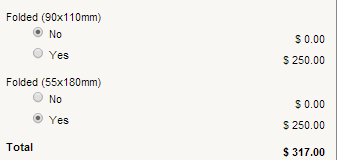 Folded (90x110mm)
No $ 0.00
Yes $ 250.00
Folded (55x180mm)
No $ 0.00
Yes $ 250.00
Total $ 317.00